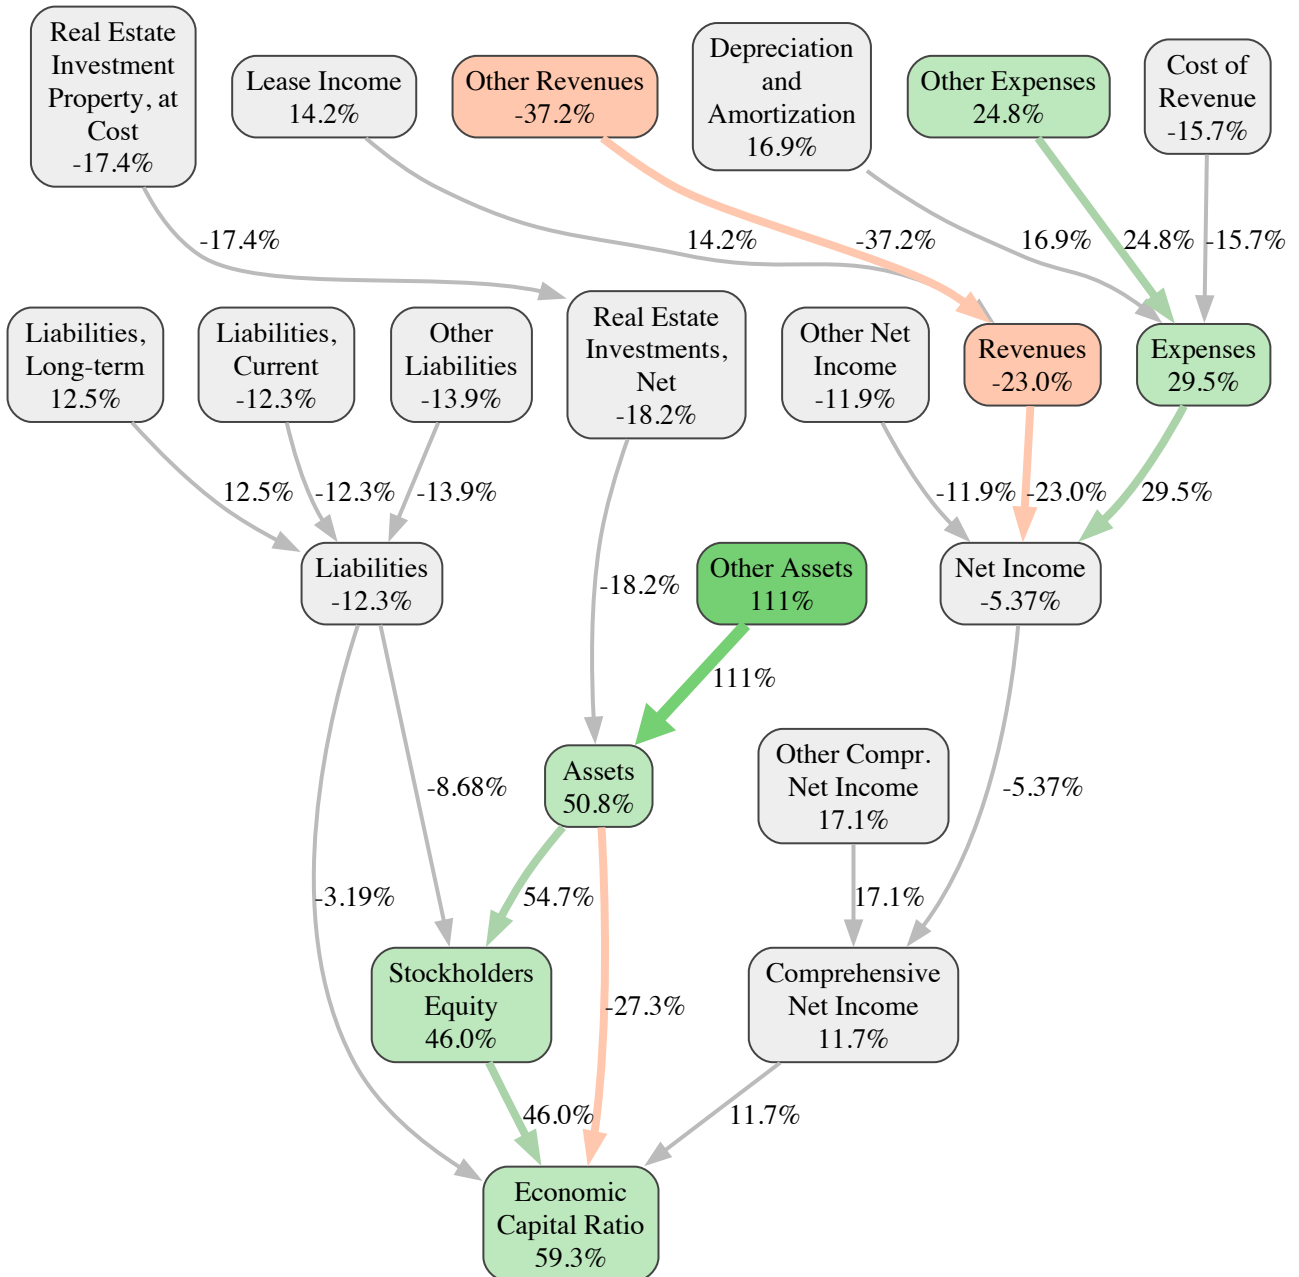 Real Estate
Investment
Property, at
Cost
-17.4%
Lease Income
14.2%
Other Revenues
-37.2%
Depreciation
and
Amortization
16.9%
Other Expenses
24.8%
Cost of
Revenue
-15.7%
-17.4%
14.2%
-37.2%
16.9%
24.8%
-15.7%
Liabilities,
Long-term
12.5%
Liabilities,
Current
-12.3%
Other
Liabilities
-13.9%
Real Estate
Investments,
Net
-18.2%
Other Net
Income
-11.9%
Revenues
-23.0%
Expenses
29.5%
12.5%
-12.3%
-13.9%
-11.9%
-23.0%
29.5%
Liabilities
-12.3%
-18.2%
Other Assets
111%
Net Income
-5.37%
111%
-8.68%
Assets
50.8%
Other Compr.
Net Income
17.1%
-5.37%
-3.19%
54.7%
17.1%
Stockholders
Equity
46.0%
-27.3%
Comprehensive
Net Income
11.7%
46.0%
11.7%
Economic
Capital Ratio
59.3%